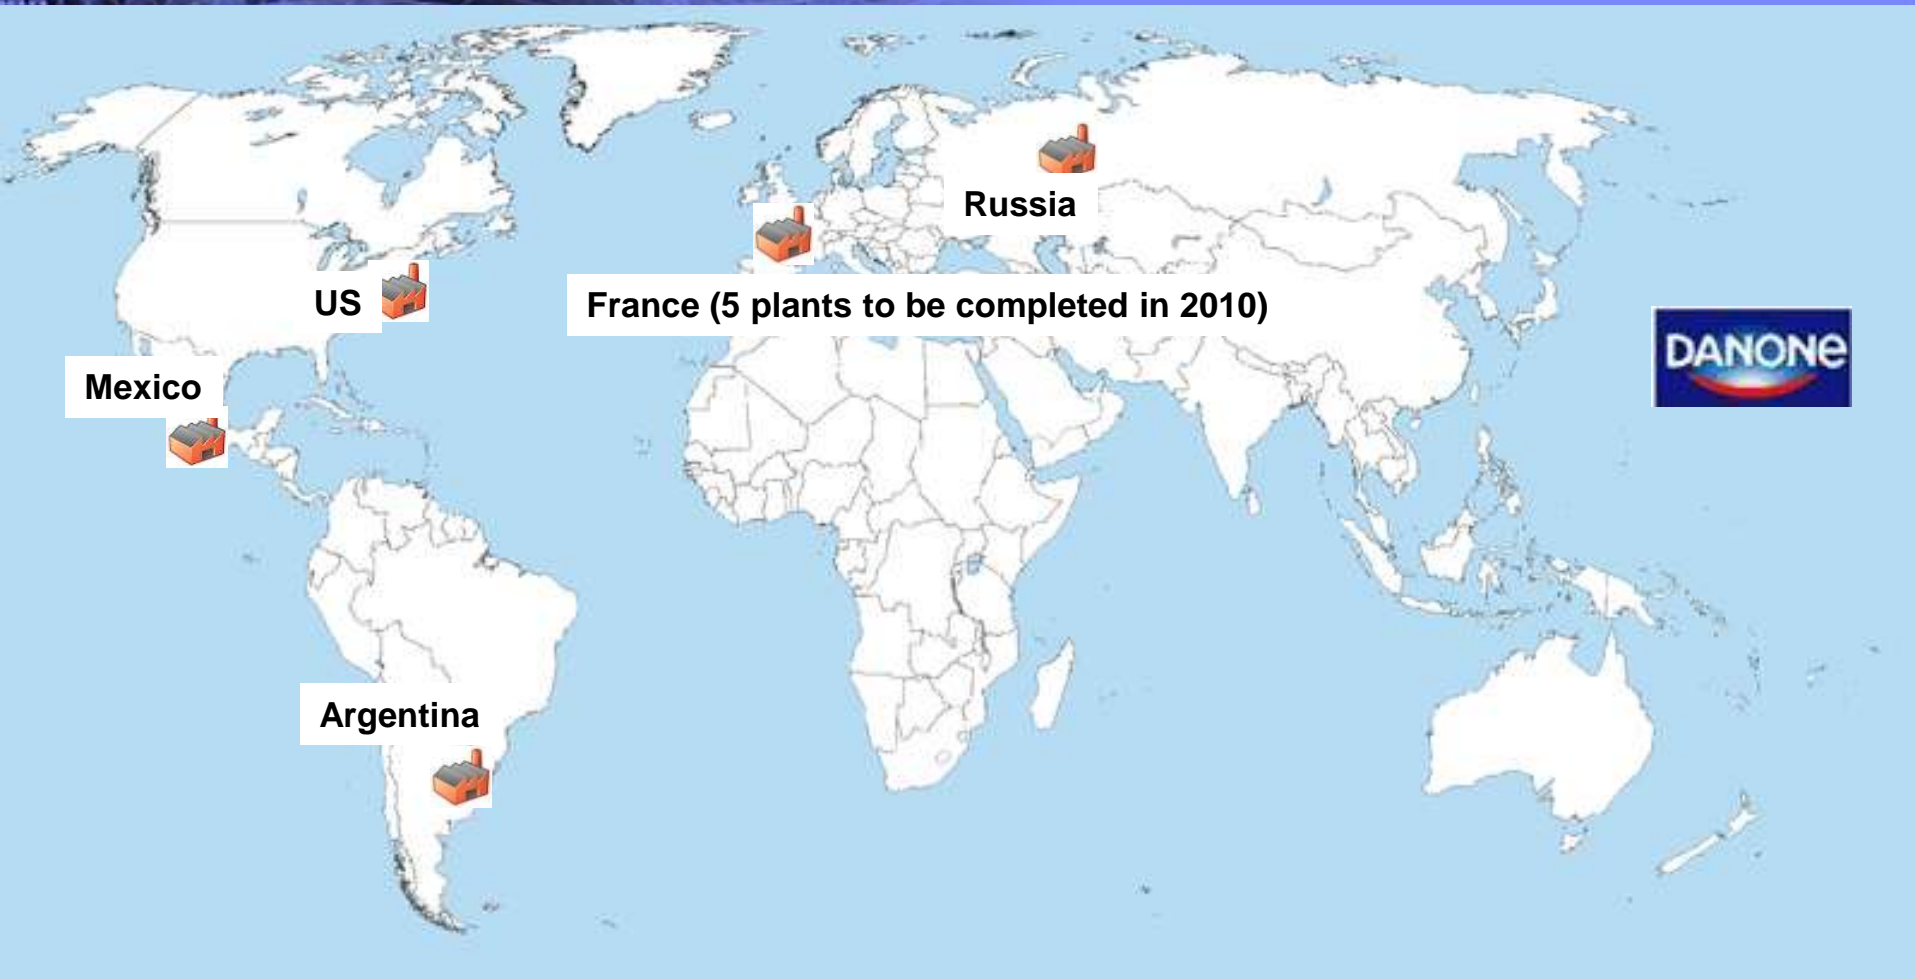 Russia
US
France (5 plants to be completed in 2010)
DANONE
Mexico
Argentina